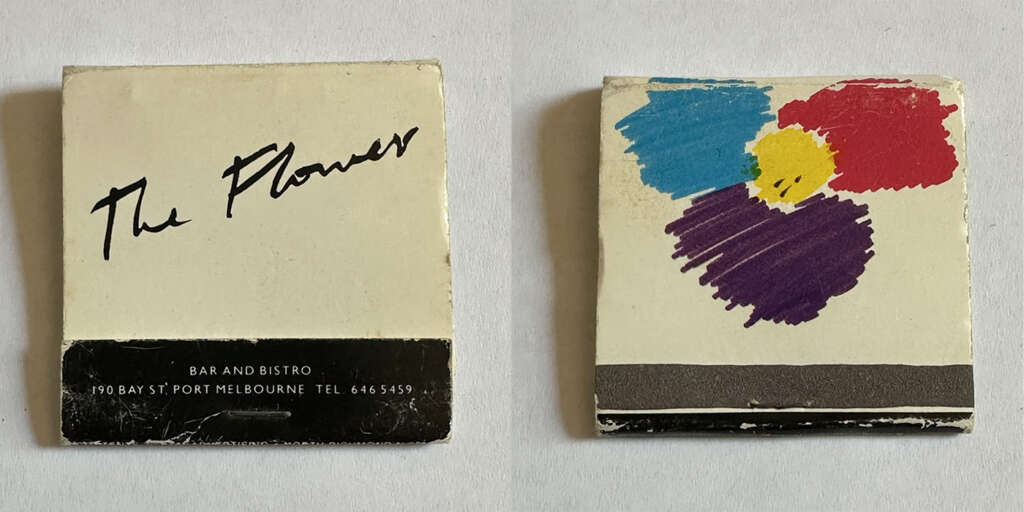 The Flower
BAR AND BISTRO
190 BAY ST, PORT MELBOURNE TEL. 646 5459